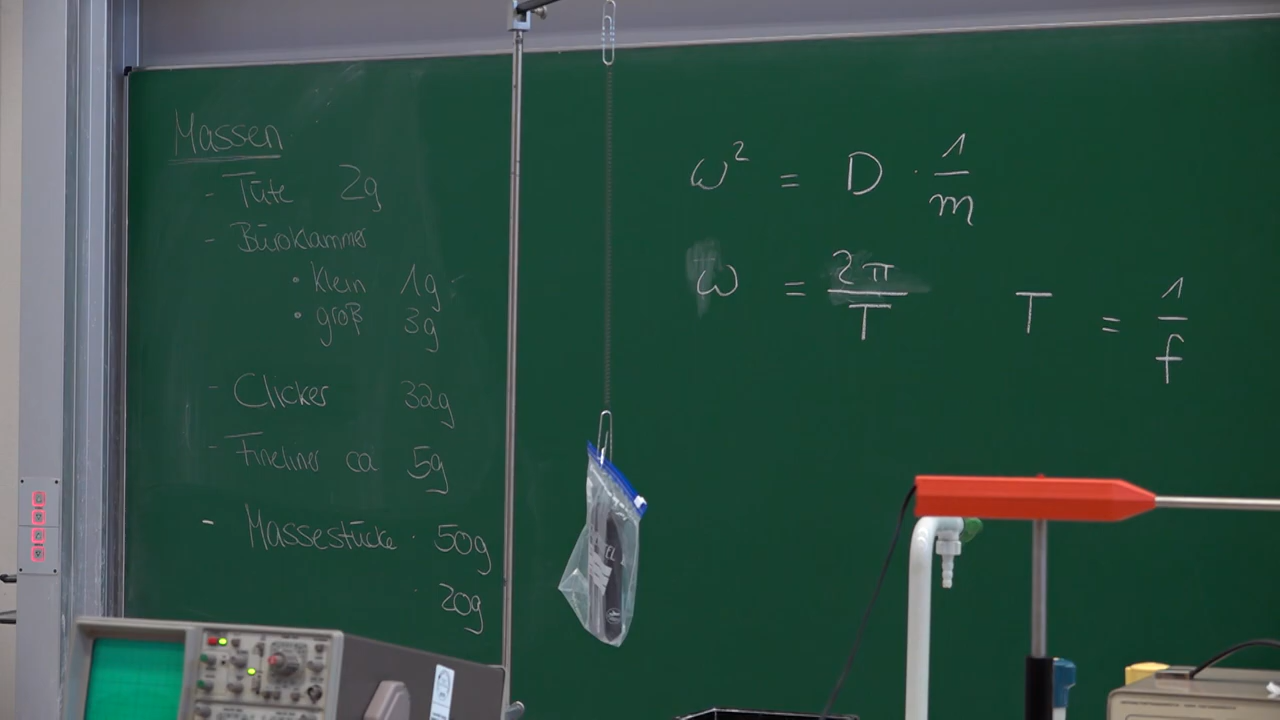 Massen
- Tüte 2g
- Büroklammer
• klein 1g
• groß 3g
- Clicker 32g
- Fineliner ca 5g
- Massestücke · 50g
· 20g
ω² = D · 1/m
ω = 2π/T
T = 1/f